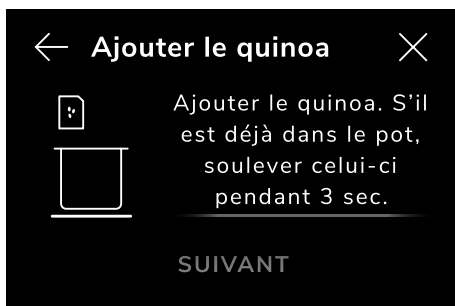 Ajouter le quinoa
Ajouter le quinoa. S’il
est déjà dans le pot,
soulever celui-ci
pendant 3 sec.
SUIVANT